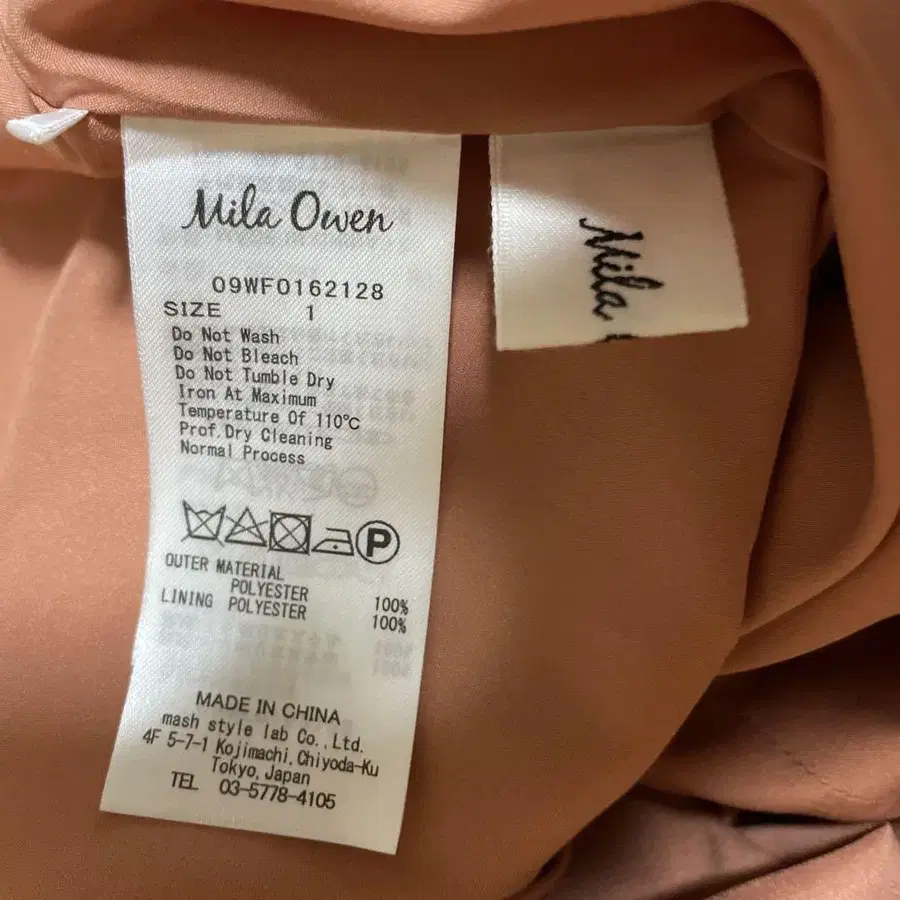 Mila Owen
09WF0162128
SIZE 1
Do Not Wash
Do Not Bleach
Do Not Tumble Dry
Iron At Maximum
Temperature Of 110℃
Prof.Dry Cleaning
Normal Process
P
OUTER MATERIAL
POLYESTER 100%
LINING POLYESTER 100%
MADE IN CHINA
mash style lab Co.,Ltd.
4F 5-7-1 Kojimachi,Chiyoda-Ku
Tokyo,Japan
TEL 03-5778-4105
Mila